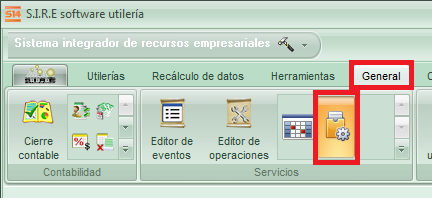 S.I.R.E software utilería
Sistema integrador de recursos empresariales
Utilerías Recálculo de datos Herramientas General
Cierre contable
Editor de eventos
Editor de operaciones
Contabilidad
Servicios